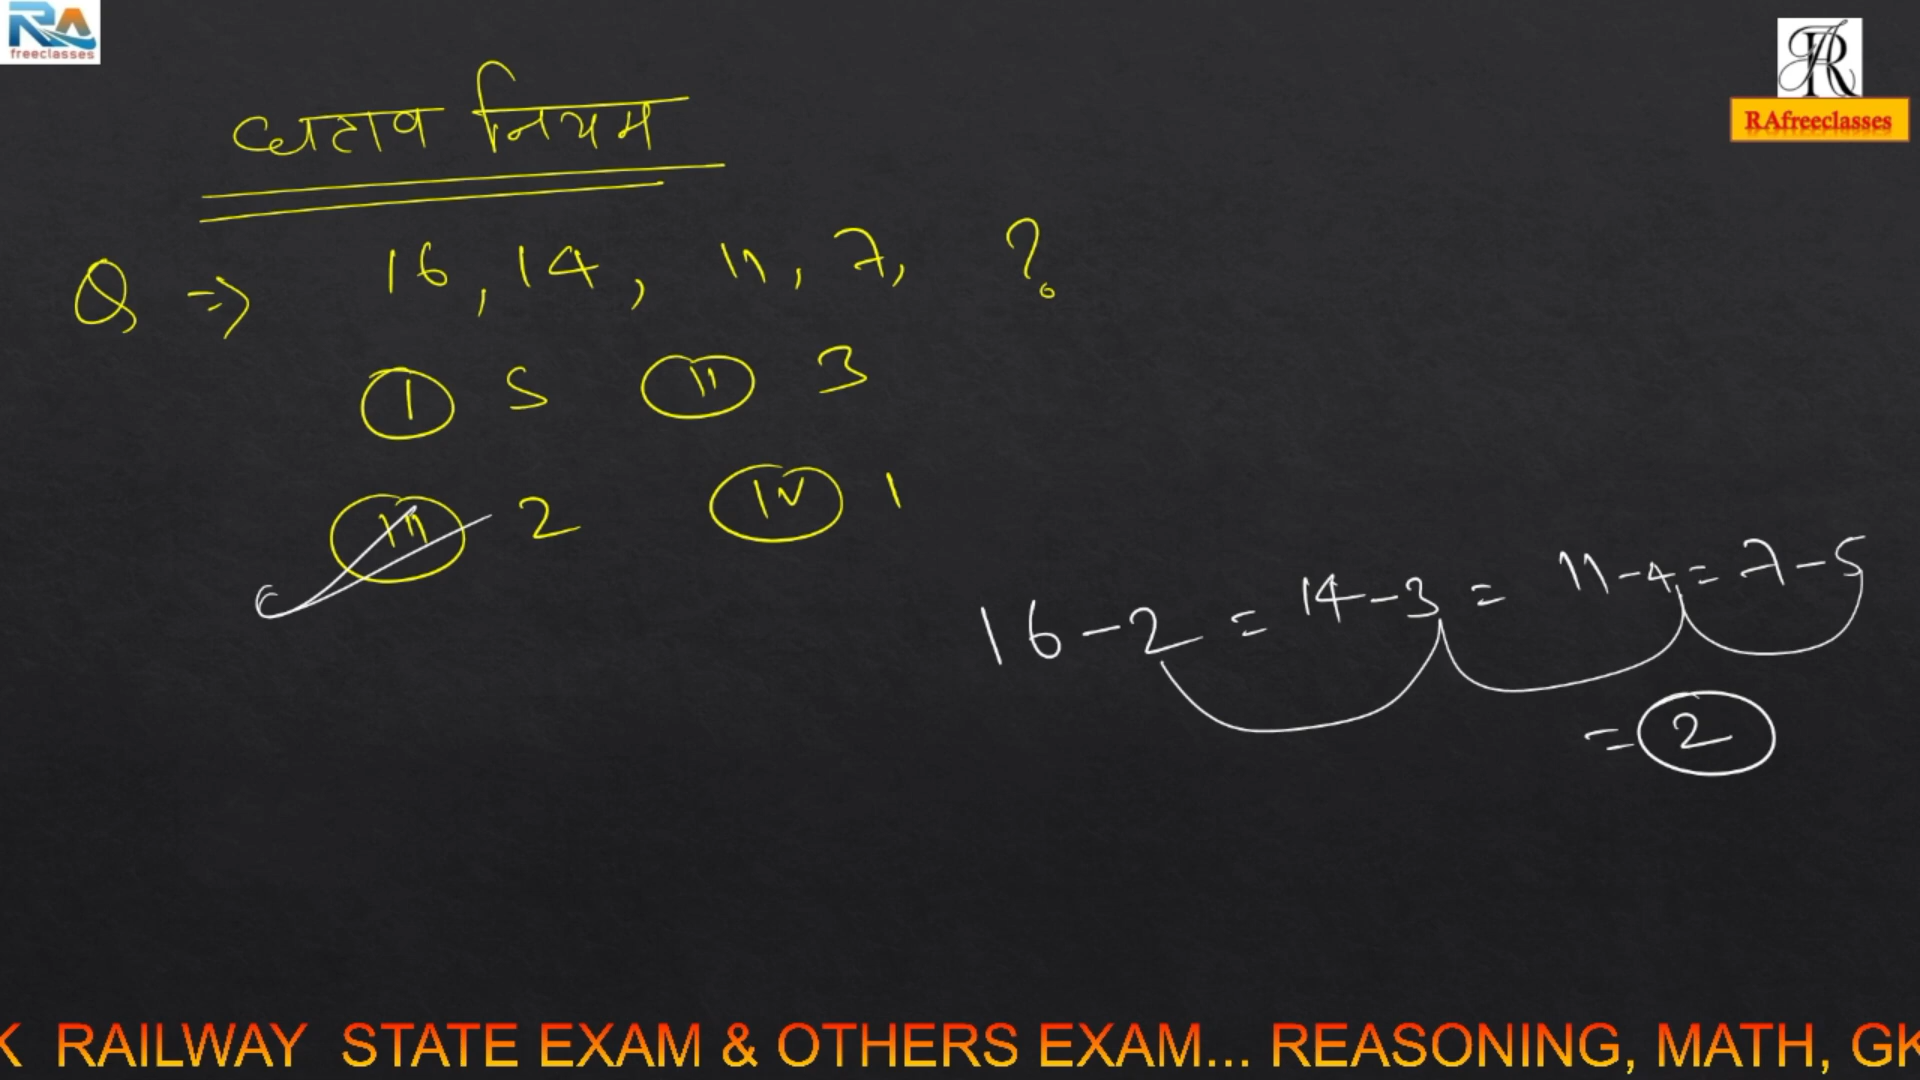 RA
freeclasses
RAfreeclasses
घटाव नियम
Q ⇒ 16, 14, 11, 7, ?
I 5 II 3
III 2 IV 1
16-2 = 14-3 = 11-4 = 7-5
= 2
K RAILWAY STATE EXAM & OTHERS EXAM... REASONING, MATH, GK